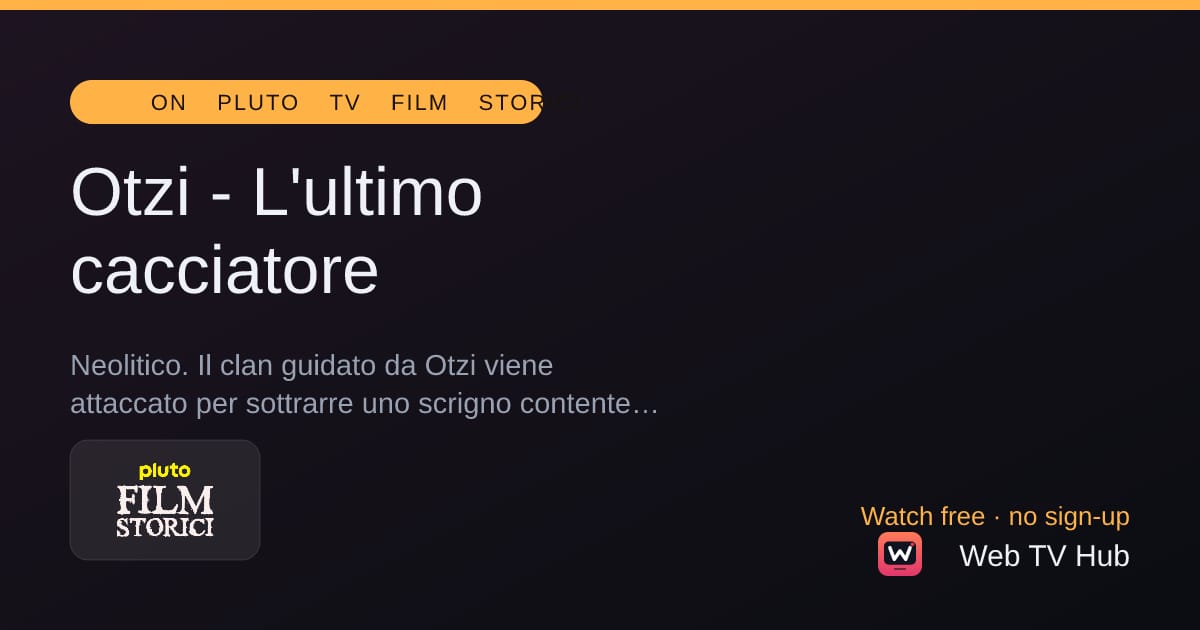 ON PLUTO TV FILM STORICI
Otzi - L'ultimo
cacciatore
Neolitico. Il clan guidato da Otzi viene
attaccato per sottrarre uno scrigno contente…
pluto
FILM
STORICI
Watch free · no sign-up
W
Web TV Hub